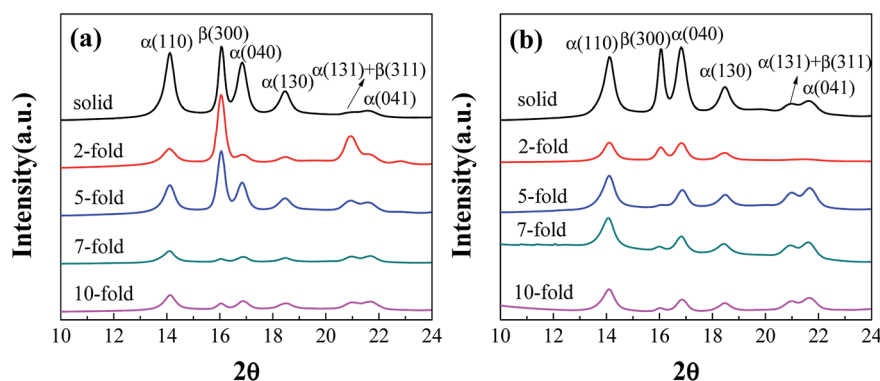 (a)
α(110)
β(300)
α(040)
α(130)
α(131)+β(311)
α(041)
solid
2-fold
5-fold
7-fold
10-fold
Intensity(a.u.)
10 12 14 16 18 20 22 24
2θ
(b)
α(110)
β(300)
α(040)
α(130)
α(131)+β(311)
α(041)
solid
2-fold
5-fold
7-fold
10-fold
Intensity(a.u.)
10 12 14 16 18 20 22 24
2θ